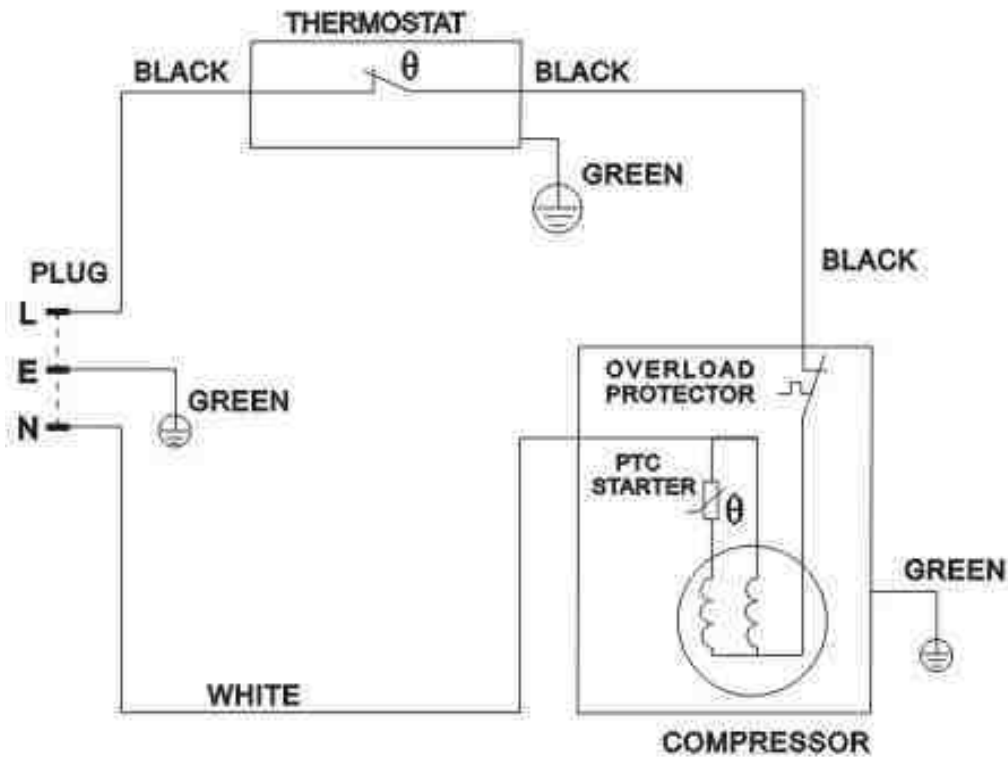 THERMOSTAT
BLACK
θ
BLACK
GREEN
BLACK
PLUG
L
E
GREEN
N
OVERLOAD
PROTECTOR
PTC
STARTER
θ
GREEN
WHITE
COMPRESSOR